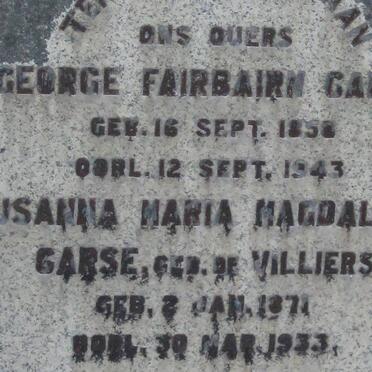 ONS OUERS
GEORGE FAIRBAIRN
GEB. 16 SEPT. 1858
OORL. 12 SEPT. 1943
USANNA MARIA MAGDAL
GARSE, GEB. DE VILLIERS
GEB. 2 JAN. 1871
OORL. 30 MAR. 1933.